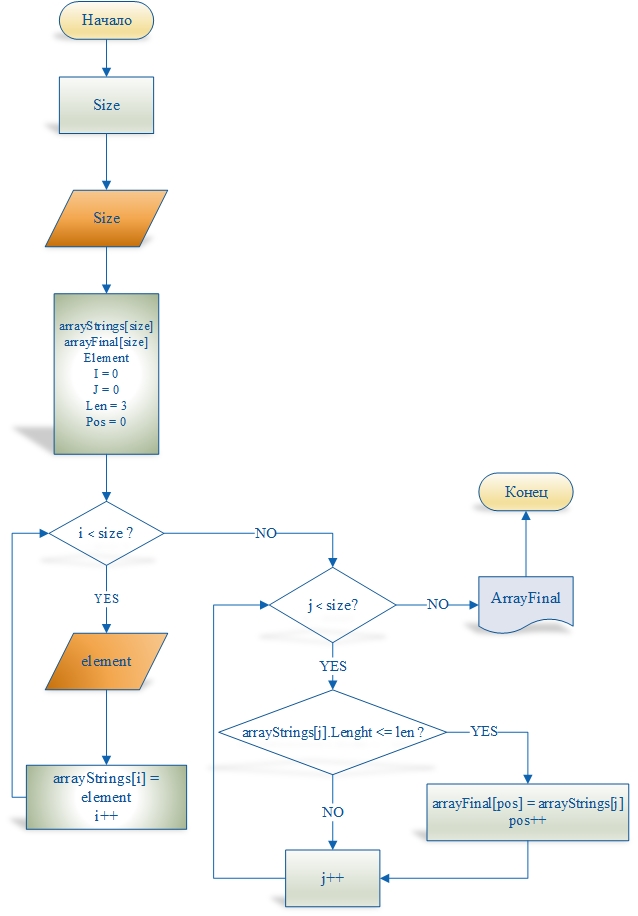 Начало
Size
Size
arrayStrings[size]
arrayFinal[size]
Element
I = 0
J = 0
Len = 3
Pos = 0
i < size ?
NO
YES
element
arrayStrings[i] =
element
i++
j < size?
NO
ArrayFinal
Конец
YES
arrayStrings[j].Lenght <= len ?
YES
arrayFinal[pos] = arrayStrings[j]
pos++
NO
j++